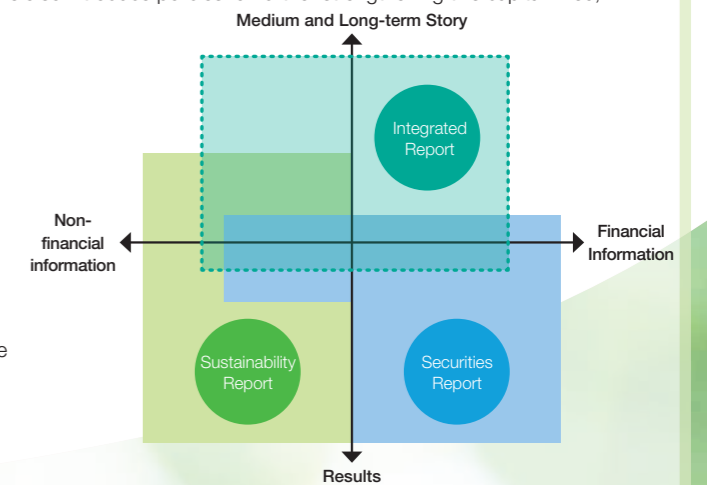 Medium and Long-term Story
Integrated
Report
Non-
financial
information
Financial
Information
Sustainability
Report
Securities
Report
e
Results